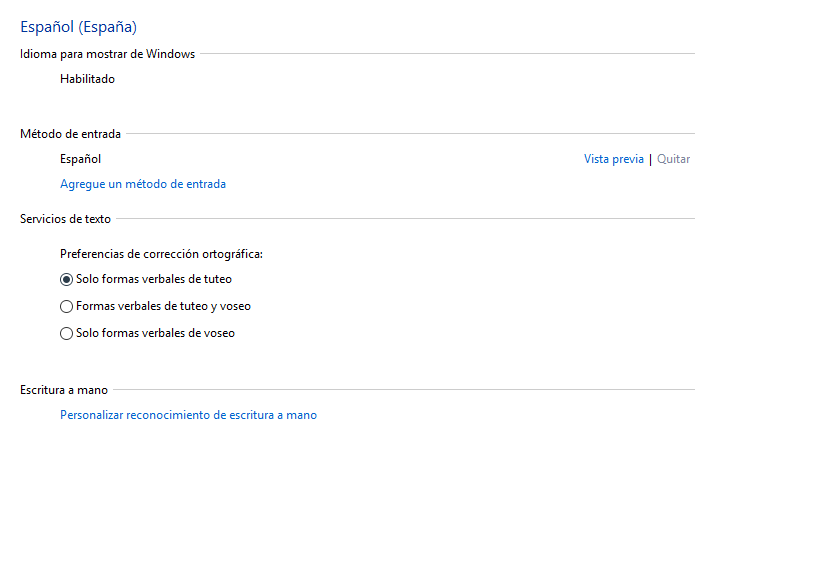 Español (España)
Idioma para mostrar de Windows
Habilitado
Método de entrada
Español Vista previa | Quitar
Agregue un método de entrada
Servicios de texto
Preferencias de corrección ortográfica:
Solo formas verbales de tuteo
Formas verbales de tuteo y voseo
Solo formas verbales de voseo
Escritura a mano
Personalizar reconocimiento de escritura a mano